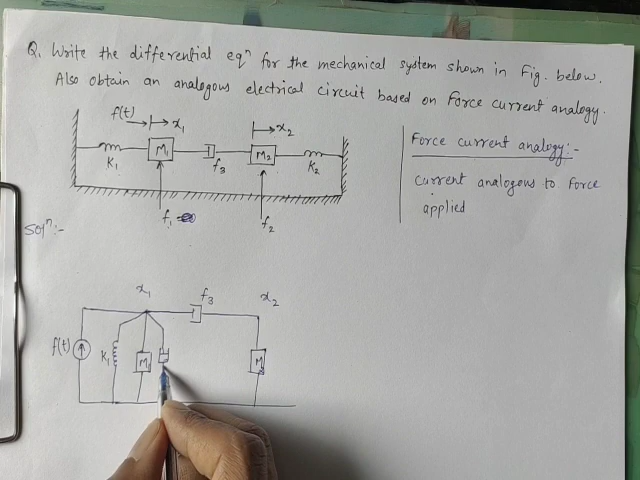 Q. Write the differential eqn for the mechanical system shown in Fig. below.
Also obtain an analogous electrical circuit based on Force current analogy.
f(t) x1 x2
K1 M1 f3 M2 K2
f1 f2
Force current analogy:-
Current analogous to force
applied
Soln:-
x1 f3 x2
f(t) K1 M1 M2